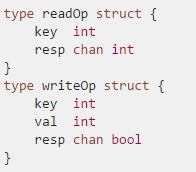 type readOp struct {
    key  int
    resp chan int
}
type writeOp struct {
    key  int
    val  int
    resp chan bool
}